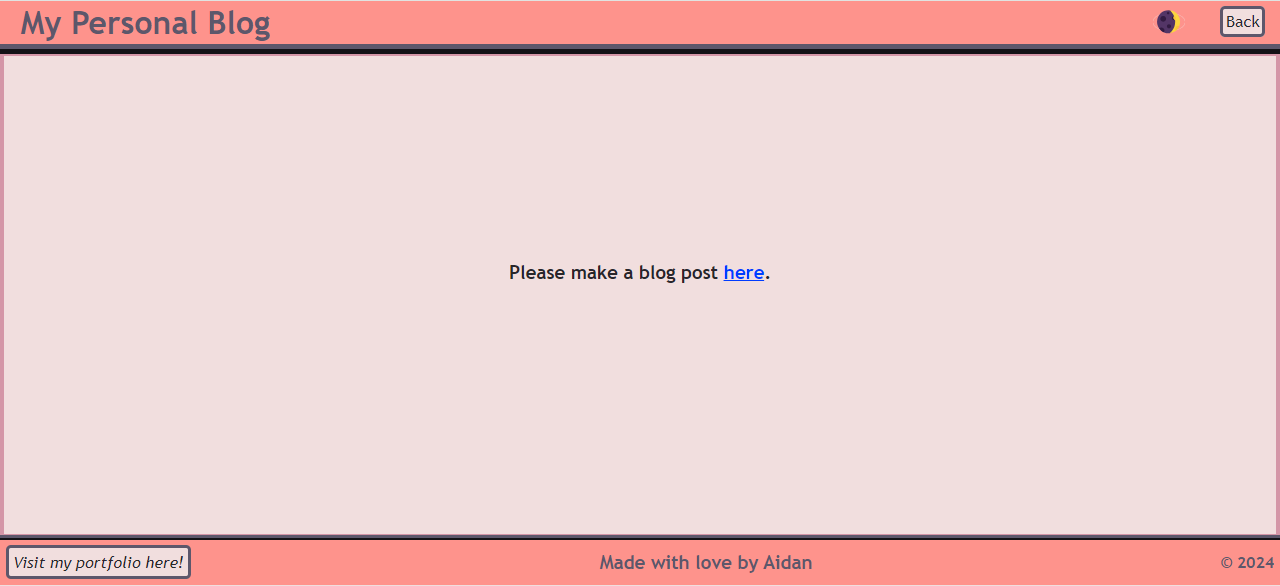 My Personal Blog
Back
Please make a blog post here.
Visit my portfolio here!
Made with love by Aidan
© 2024